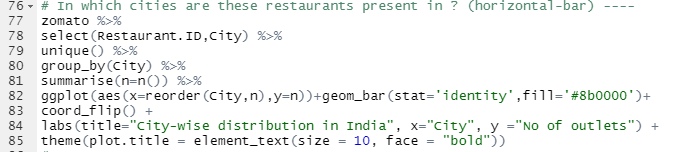 76 # In which cities are these restaurants present in ? (horizontal-bar) ----
77 zomato %>%
78 select(Restaurant.ID,City) %>%
79 unique() %>%
80 group_by(City) %>%
81 summarise(n=n()) %>%
82 ggplot(aes(x=reorder(City,n),y=n))+geom_bar(stat='identity',fill='#8b0000')+
83 coord_flip() +
84 labs(title="City-wise distribution in India", x="City", y ="No of outlets") +
85 theme(plot.title = element_text(size = 10, face = "bold"))